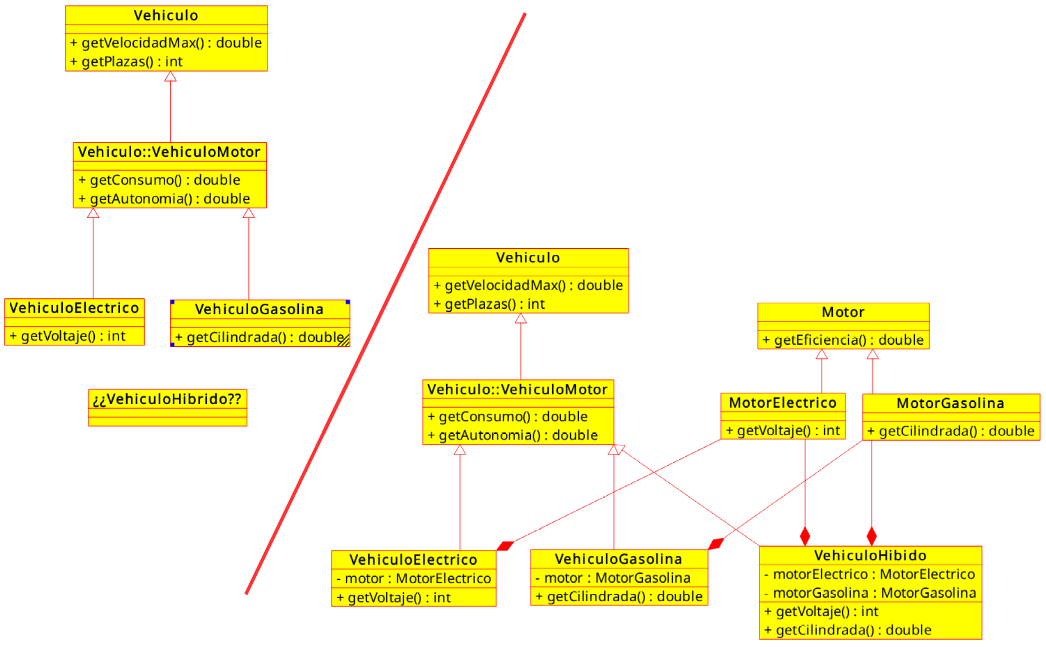 Vehiculo
+ getVelocidadMax() : double
+ getPlazas() : int
Vehiculo::VehiculoMotor
+ getConsumo() : double
+ getAutonomia() : double
VehiculoElectrico
+ getVoltaje() : int
VehiculoGasolina
+ getCilindrada() : double
¿¿VehiculoHibrido??
Vehiculo
+ getVelocidadMax() : double
+ getPlazas() : int
Vehiculo::VehiculoMotor
+ getConsumo() : double
+ getAutonomia() : double
Motor
+ getEficiencia() : double
MotorElectrico
+ getVoltaje() : int
MotorGasolina
+ getCilindrada() : double
VehiculoElectrico
- motor : MotorElectrico
+ getVoltaje() : int
VehiculoGasolina
- motor : MotorGasolina
+ getCilindrada() : double
VehiculoHibido
- motorElectrico : MotorElectrico
- motorGasolina : MotorGasolina
+ getVoltaje() : int
+ getCilindrada() : double